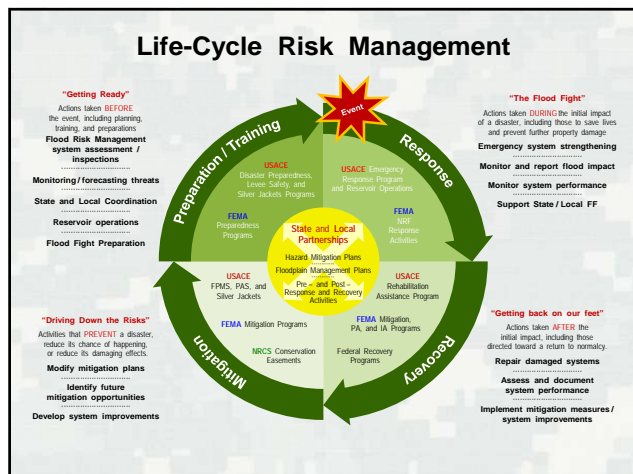 Life-Cycle Risk Management
"Getting Ready"
Actions taken BEFORE
the event, including planning,
training, and preparations
Flood Risk Management
system assessment /
inspections
Monitoring/forecasting threats
State and Local Coordination
Reservoir operations
Flood Fight Preparation
Event
"The Flood Fight"
Actions taken DURING the initial impact
of a disaster, including those to save lives
and prevent further property damage
Emergency system strengthening
Monitor and report flood impact
Monitor system performance
Support State / Local FF
Preparation / Training
USACE
Disaster Preparedness,
Levee Safety, and
Silver Jackets Programs
FEMA
Preparedness
Programs
Response
USACE Emergency
Response Program
and Reservoir Operations
FEMA
NRF
Response
Activities
State and Local
Partnerships
Hazard Mitigation Plans
Floodplain Management Plans
Pre – and Post –
Response and Recovery
Activities
Mitigation
USACE
FPMS, PAS, and
Silver Jackets
FEMA Mitigation Programs
NRCS Conservation
Easements
Recovery
USACE
Rehabilitation
Assistance Program
FEMA Mitigation,
PA, and IA Programs
Federal Recovery
Programs
"Driving Down the Risks"
Activities that PREVENT a disaster,
reduce its chance of happening,
or reduce its damaging effects.
Modify mitigation plans
Identify future
mitigation opportunities
Develop system improvements
"Getting back on our feet"
Actions taken AFTER the
initial impact, including those
directed toward a return to normalcy.
Repair damaged systems
Assess and document
system performance
Implement mitigation measures /
system improvements